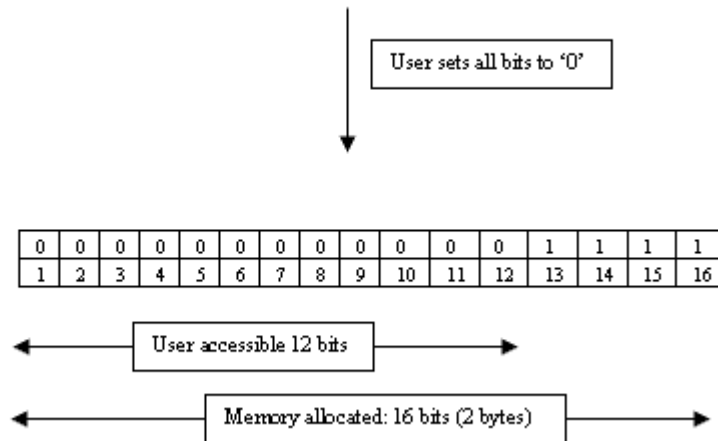 User sets all bits to ‘0’
0 0 0 0 0 0 0 0 0 0 0 0 1 1 1 1
1 2 3 4 5 6 7 8 9 10 11 12 13 14 15 16
User accessible 12 bits
Memory allocated: 16 bits (2 bytes)